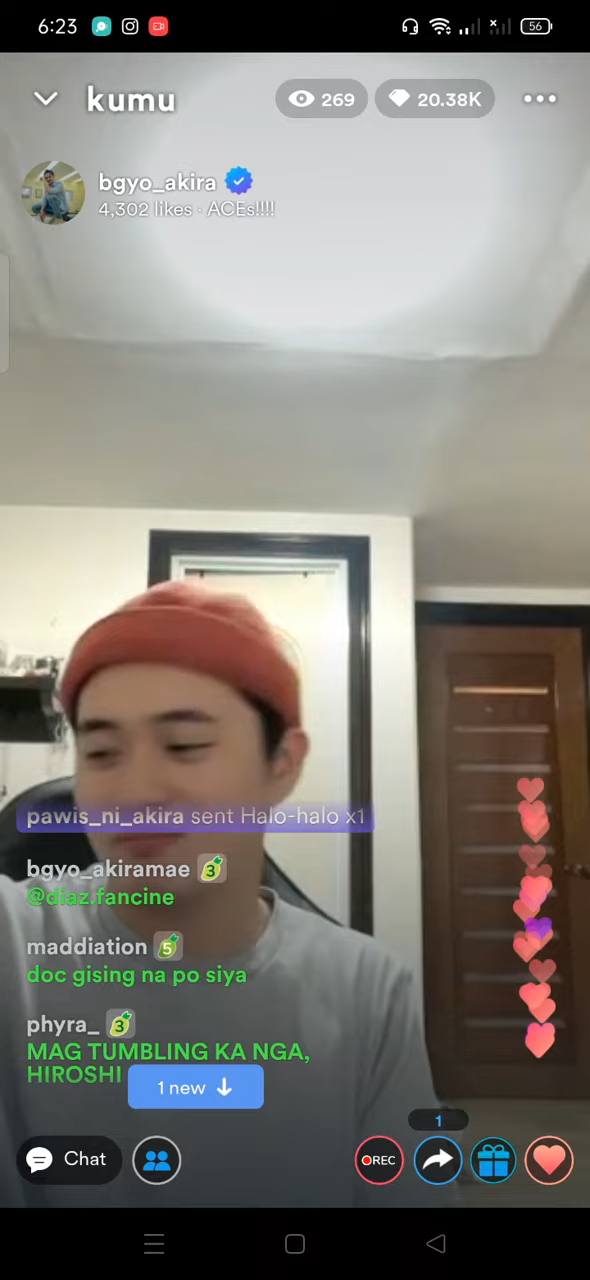 6:23
56
kumu
269
20.38K
bgyo_akira
4,302 likes · ACEs!!!!
pawis_ni_akira sent Halo-halo x1
bgyo_akiramae 3
@diaz.fancine
maddiation 5
doc gising na po siya
phyra_ 3
MAG TUMBLING KA NGA,
HIROSHI
1 new
1
Chat
REC